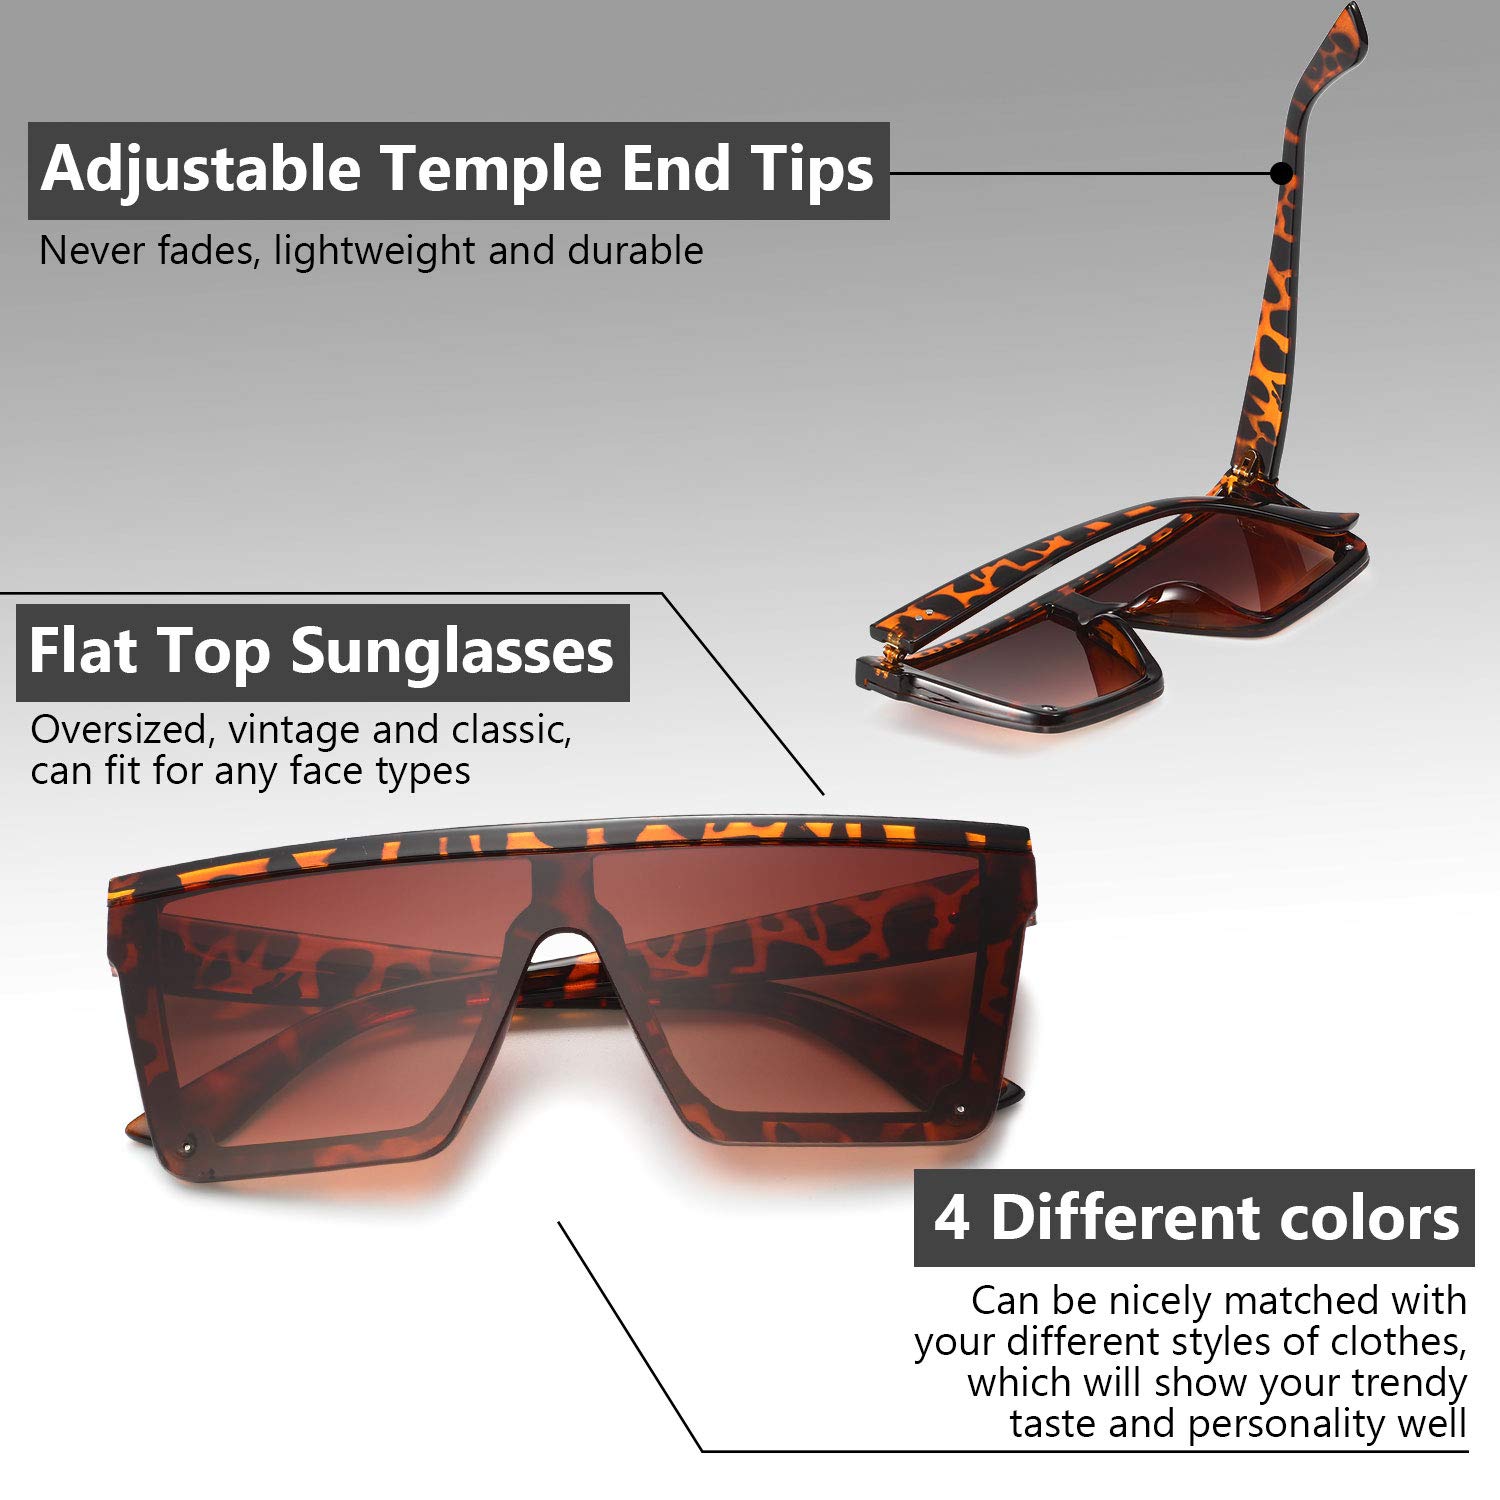 Adjustable Temple End Tips
Never fades, lightweight and durable
Flat Top Sunglasses
Oversized, vintage and classic,
can fit for any face types
4 Different colors
Can be nicely matched with
your different styles of clothes,
which will show your trendy
taste and personality well